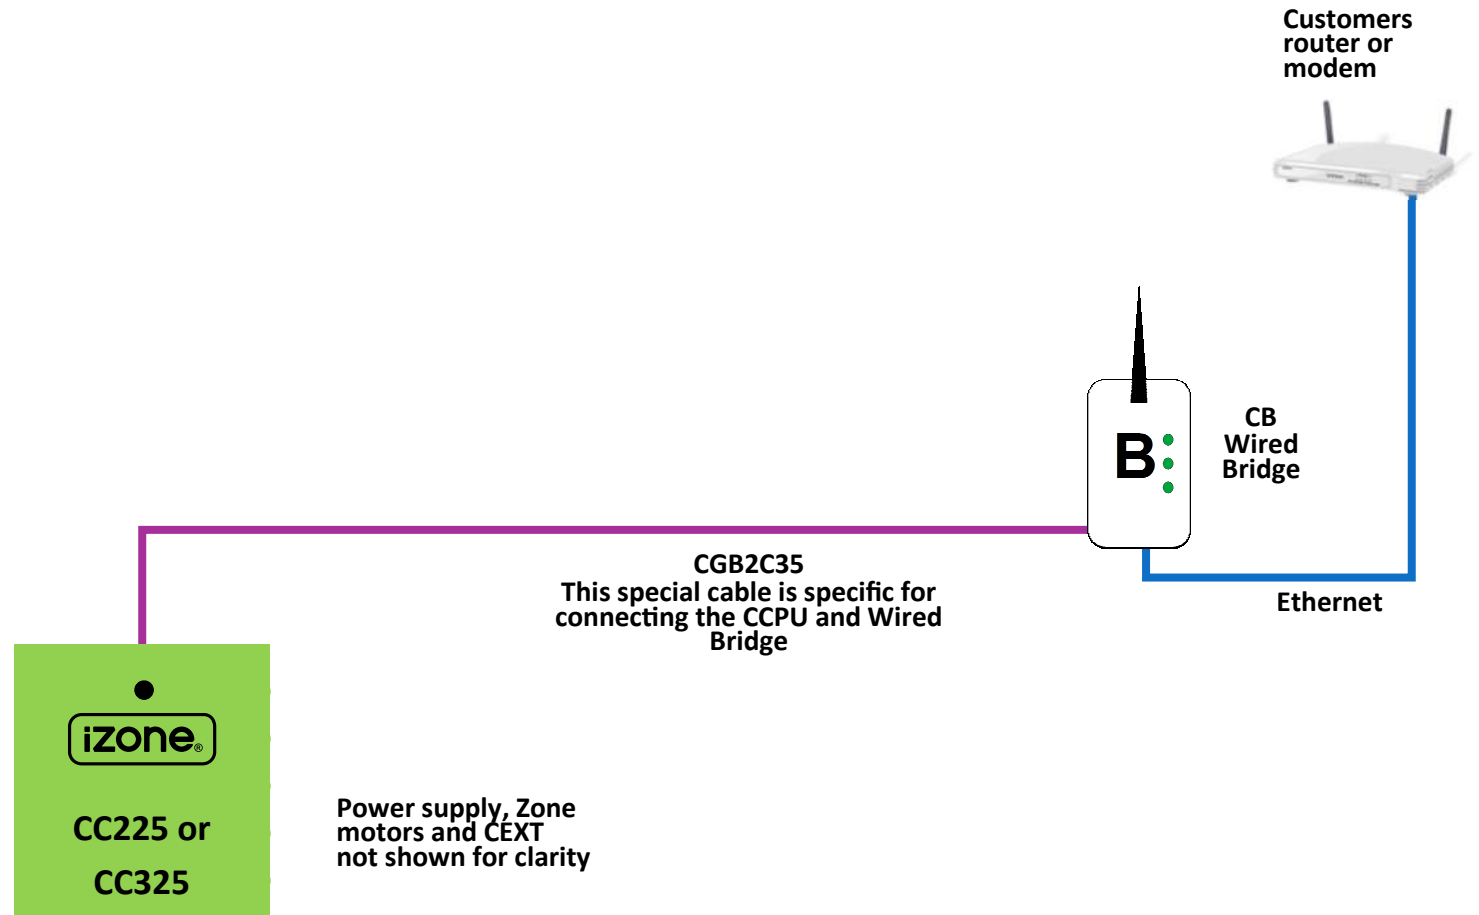 Customers
router or
modem
CB
Wired
Bridge
B
CGB2C35
This special cable is specific for
connecting the CCPU and Wired
Bridge
Ethernet
izone®
CC225 or
CC325
Power supply, Zone
motors and CEXT
not shown for clarity